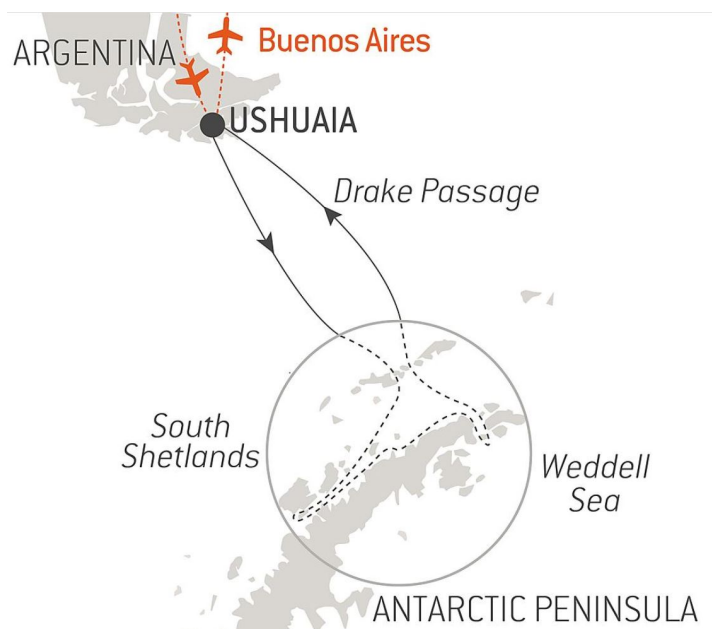 ARGENTINA
Buenos Aires
USHUAIA
Drake Passage
South
Shetlands
Weddell
Sea
ANTARCTIC PENINSULA